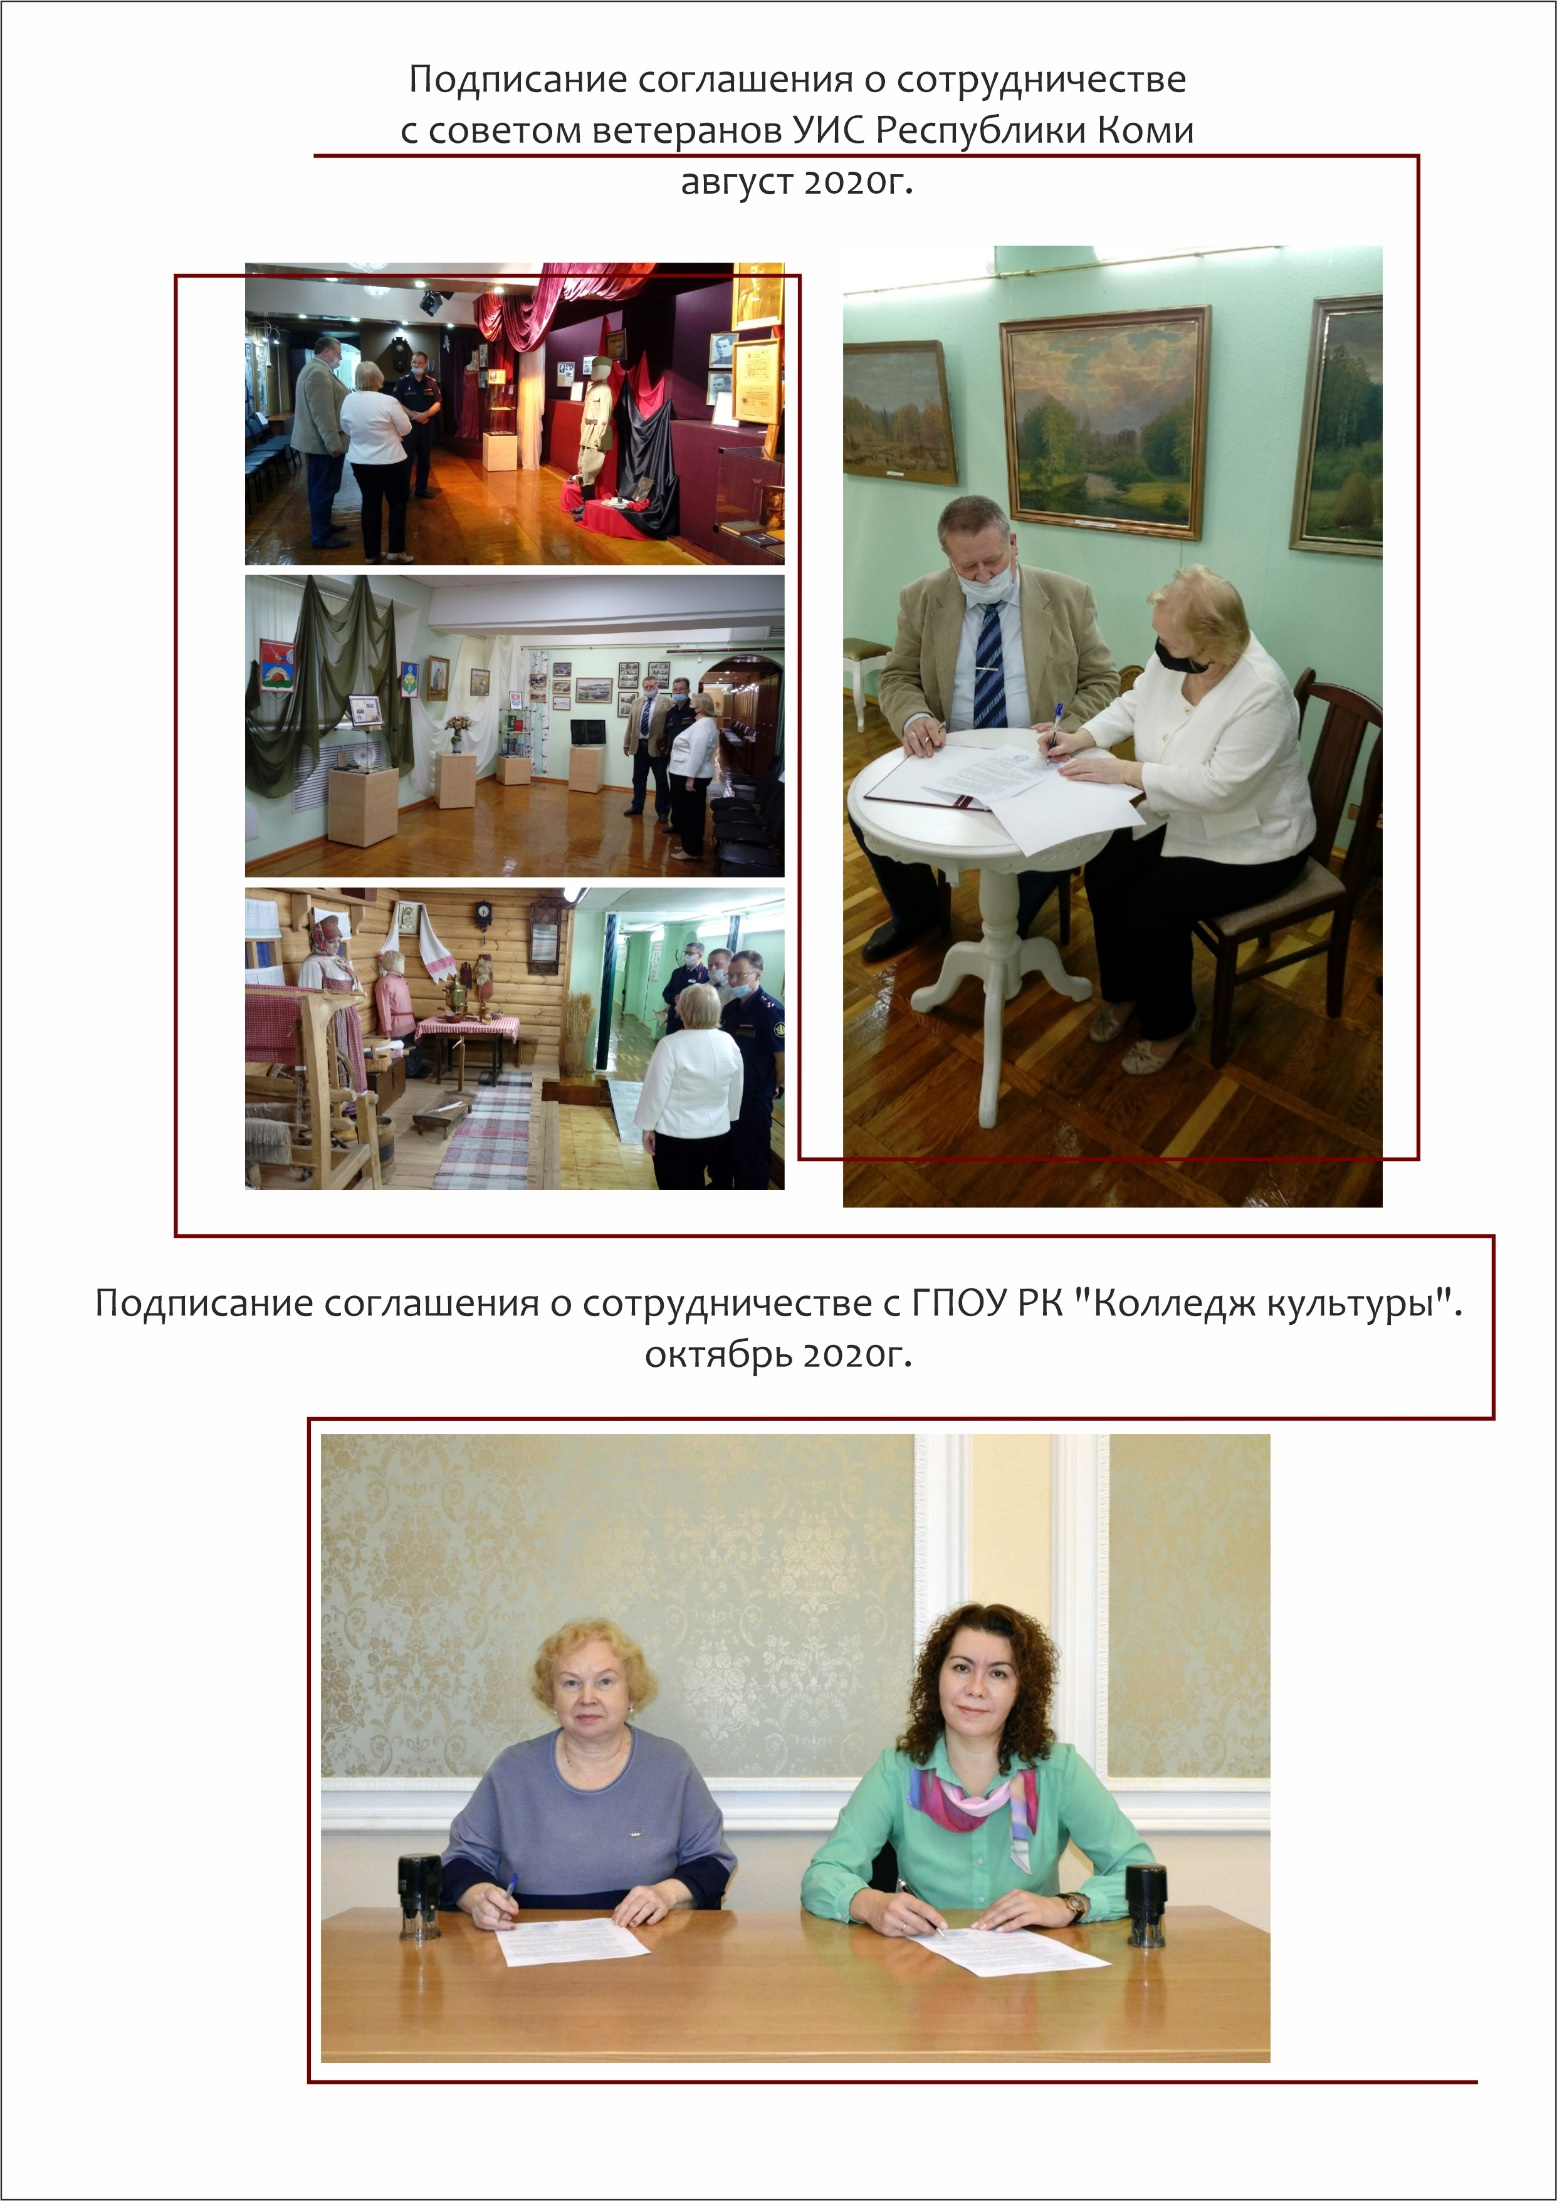 Подписание соглашения о сотрудничестве
с советом ветеранов УИС Республики Коми
август 2020г.
Подписание соглашения о сотрудничестве с ГПОУ РК "Колледж культуры".
октябрь 2020г.